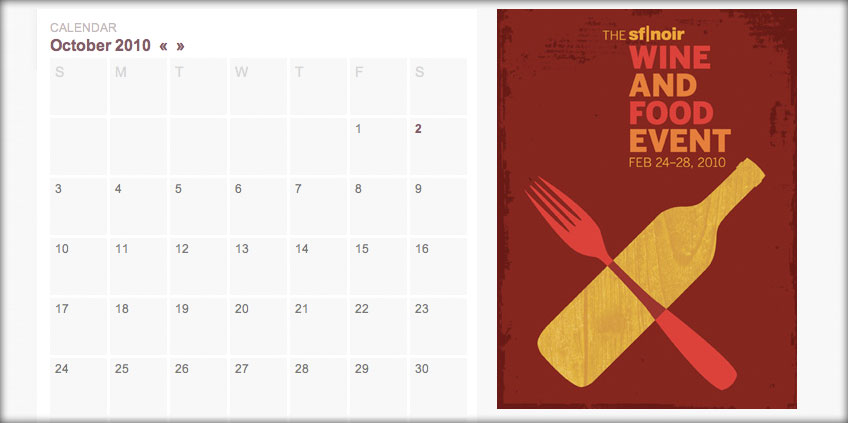 CALENDAR
October 2010 « »
S M T W T F S
1 2
3 4 5 6 7 8 9
10 11 12 13 14 15 16
17 18 19 20 21 22 23
24 25 26 27 28 29 30
THE sf|noir
WINE
AND
FOOD
EVENT
FEB 24–28, 2010